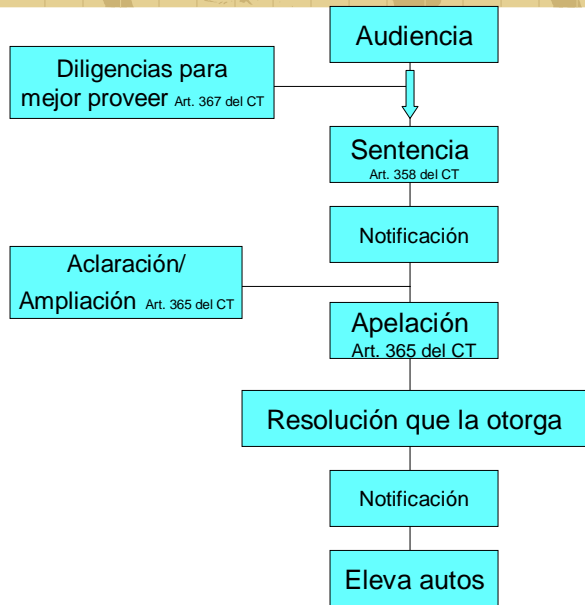 Audiencia
Diligencias para
mejor proveer Art. 367 del CT
Sentencia
Art. 358 del CT
Notificación
Aclaración/
Ampliación Art. 365 del CT
Apelación
Art. 365 del CT
Resolución que la otorga
Notificación
Eleva autos